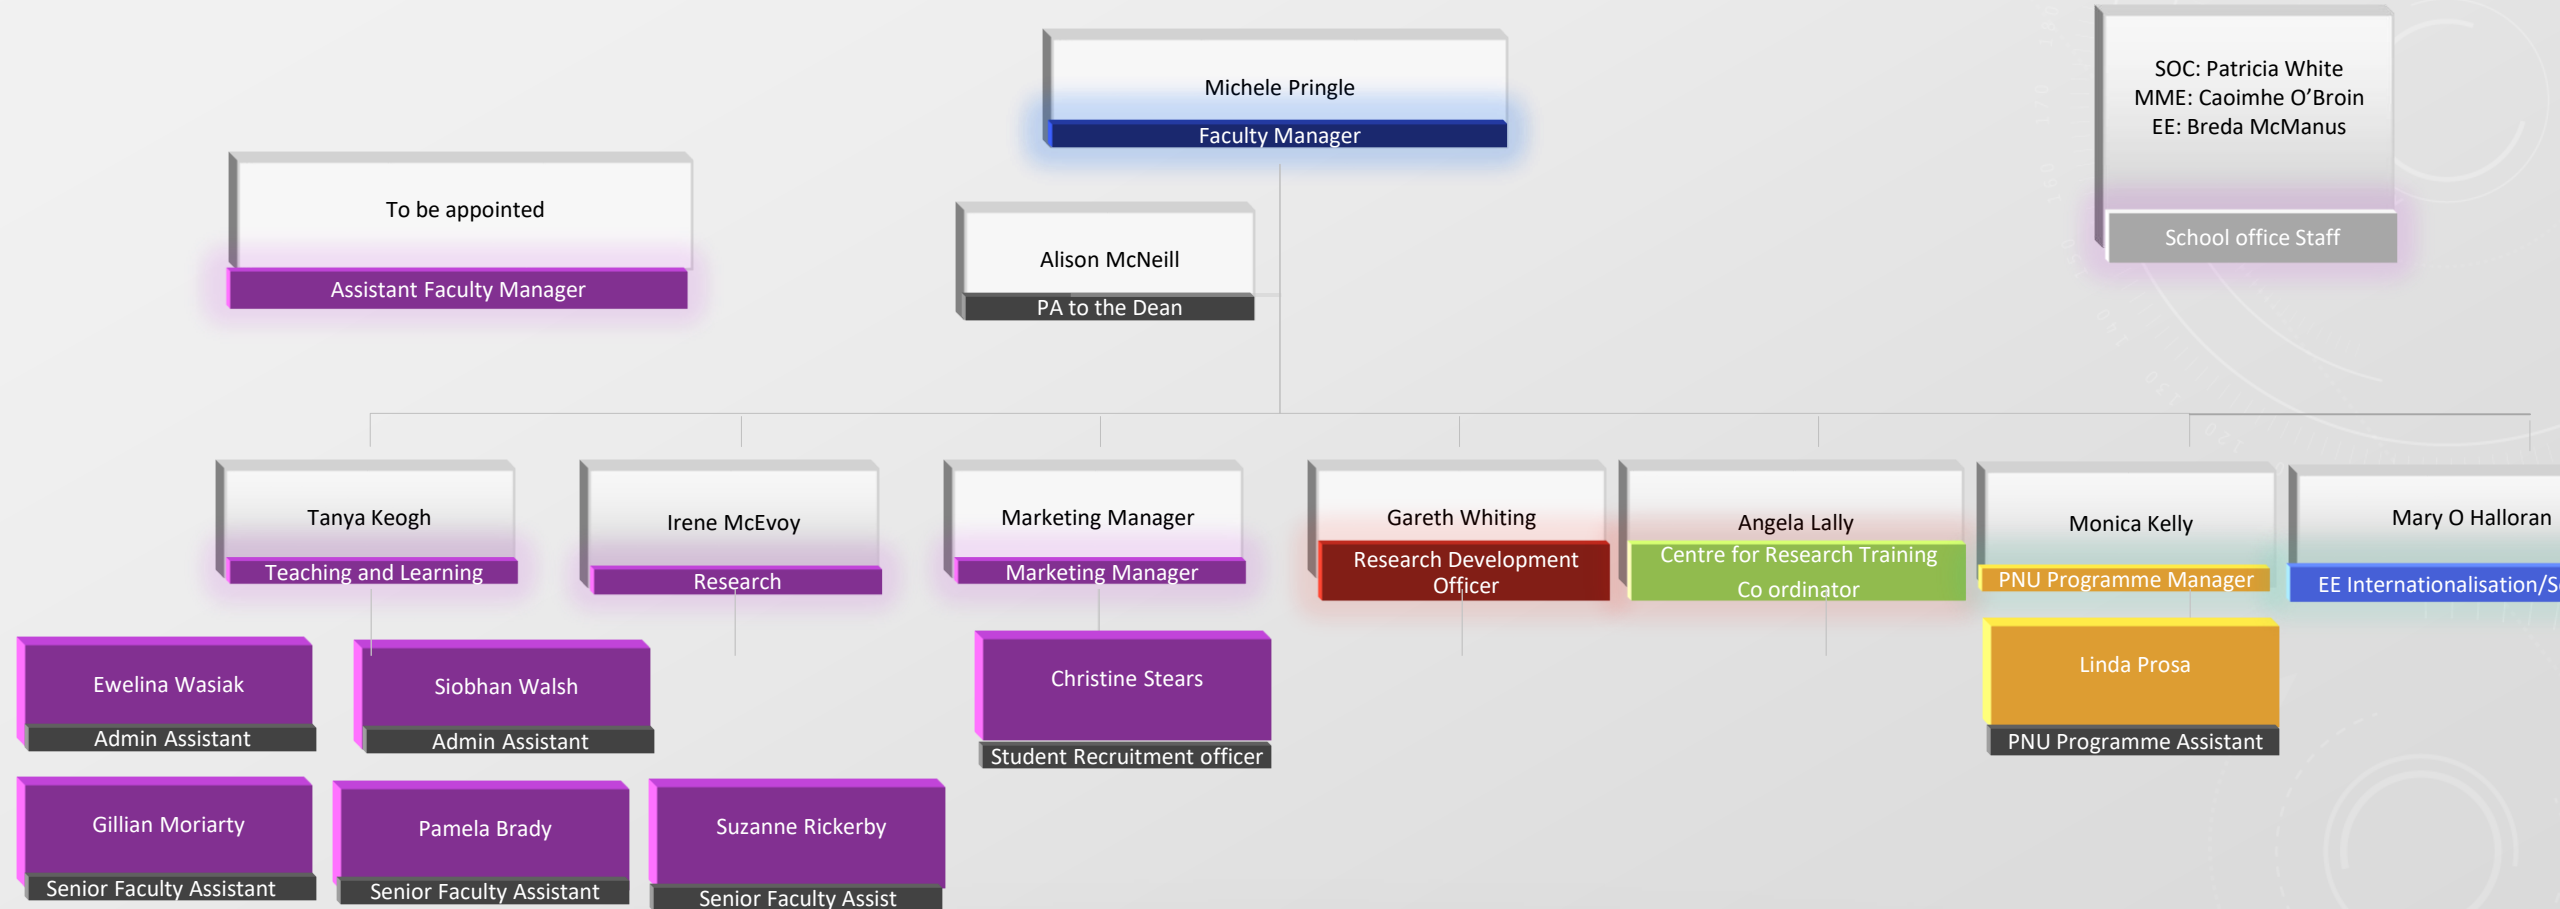 Michele Pringle
Faculty Manager
SOC: Patricia White
MME: Caoimhe O’Broin
EE: Breda McManus
School office Staff
To be appointed
Assistant Faculty Manager
Alison McNeill
PA to the Dean
Tanya Keogh
Teaching and Learning
Irene McEvoy
Research
Marketing Manager
Marketing Manager
Gareth Whiting
Research Development
Officer
Angela Lally
Centre for Research Training
Co ordinator
Monica Kelly
PNU Programme Manager
Mary O Halloran
EE Internationalisation/S
Ewelina Wasiak
Admin Assistant
Siobhan Walsh
Admin Assistant
Christine Stears
Student Recruitment officer
Linda Prosa
PNU Programme Assistant
Gillian Moriarty
Senior Faculty Assistant
Pamela Brady
Senior Faculty Assistant
Suzanne Rickerby
Senior Faculty Assist